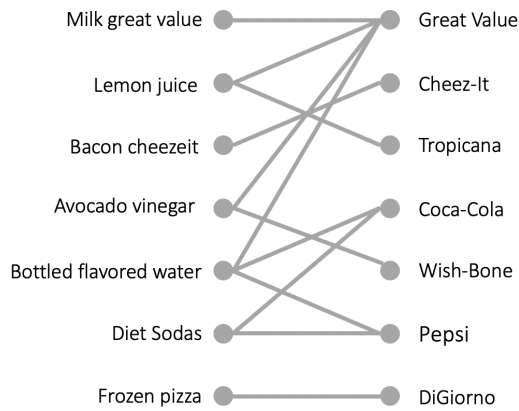 Milk great value
Great Value
Lemon juice
Cheez-It
Bacon cheezeit
Tropicana
Avocado vinegar
Coca-Cola
Bottled flavored water
Wish-Bone
Diet Sodas
Pepsi
Frozen pizza
DiGiorno